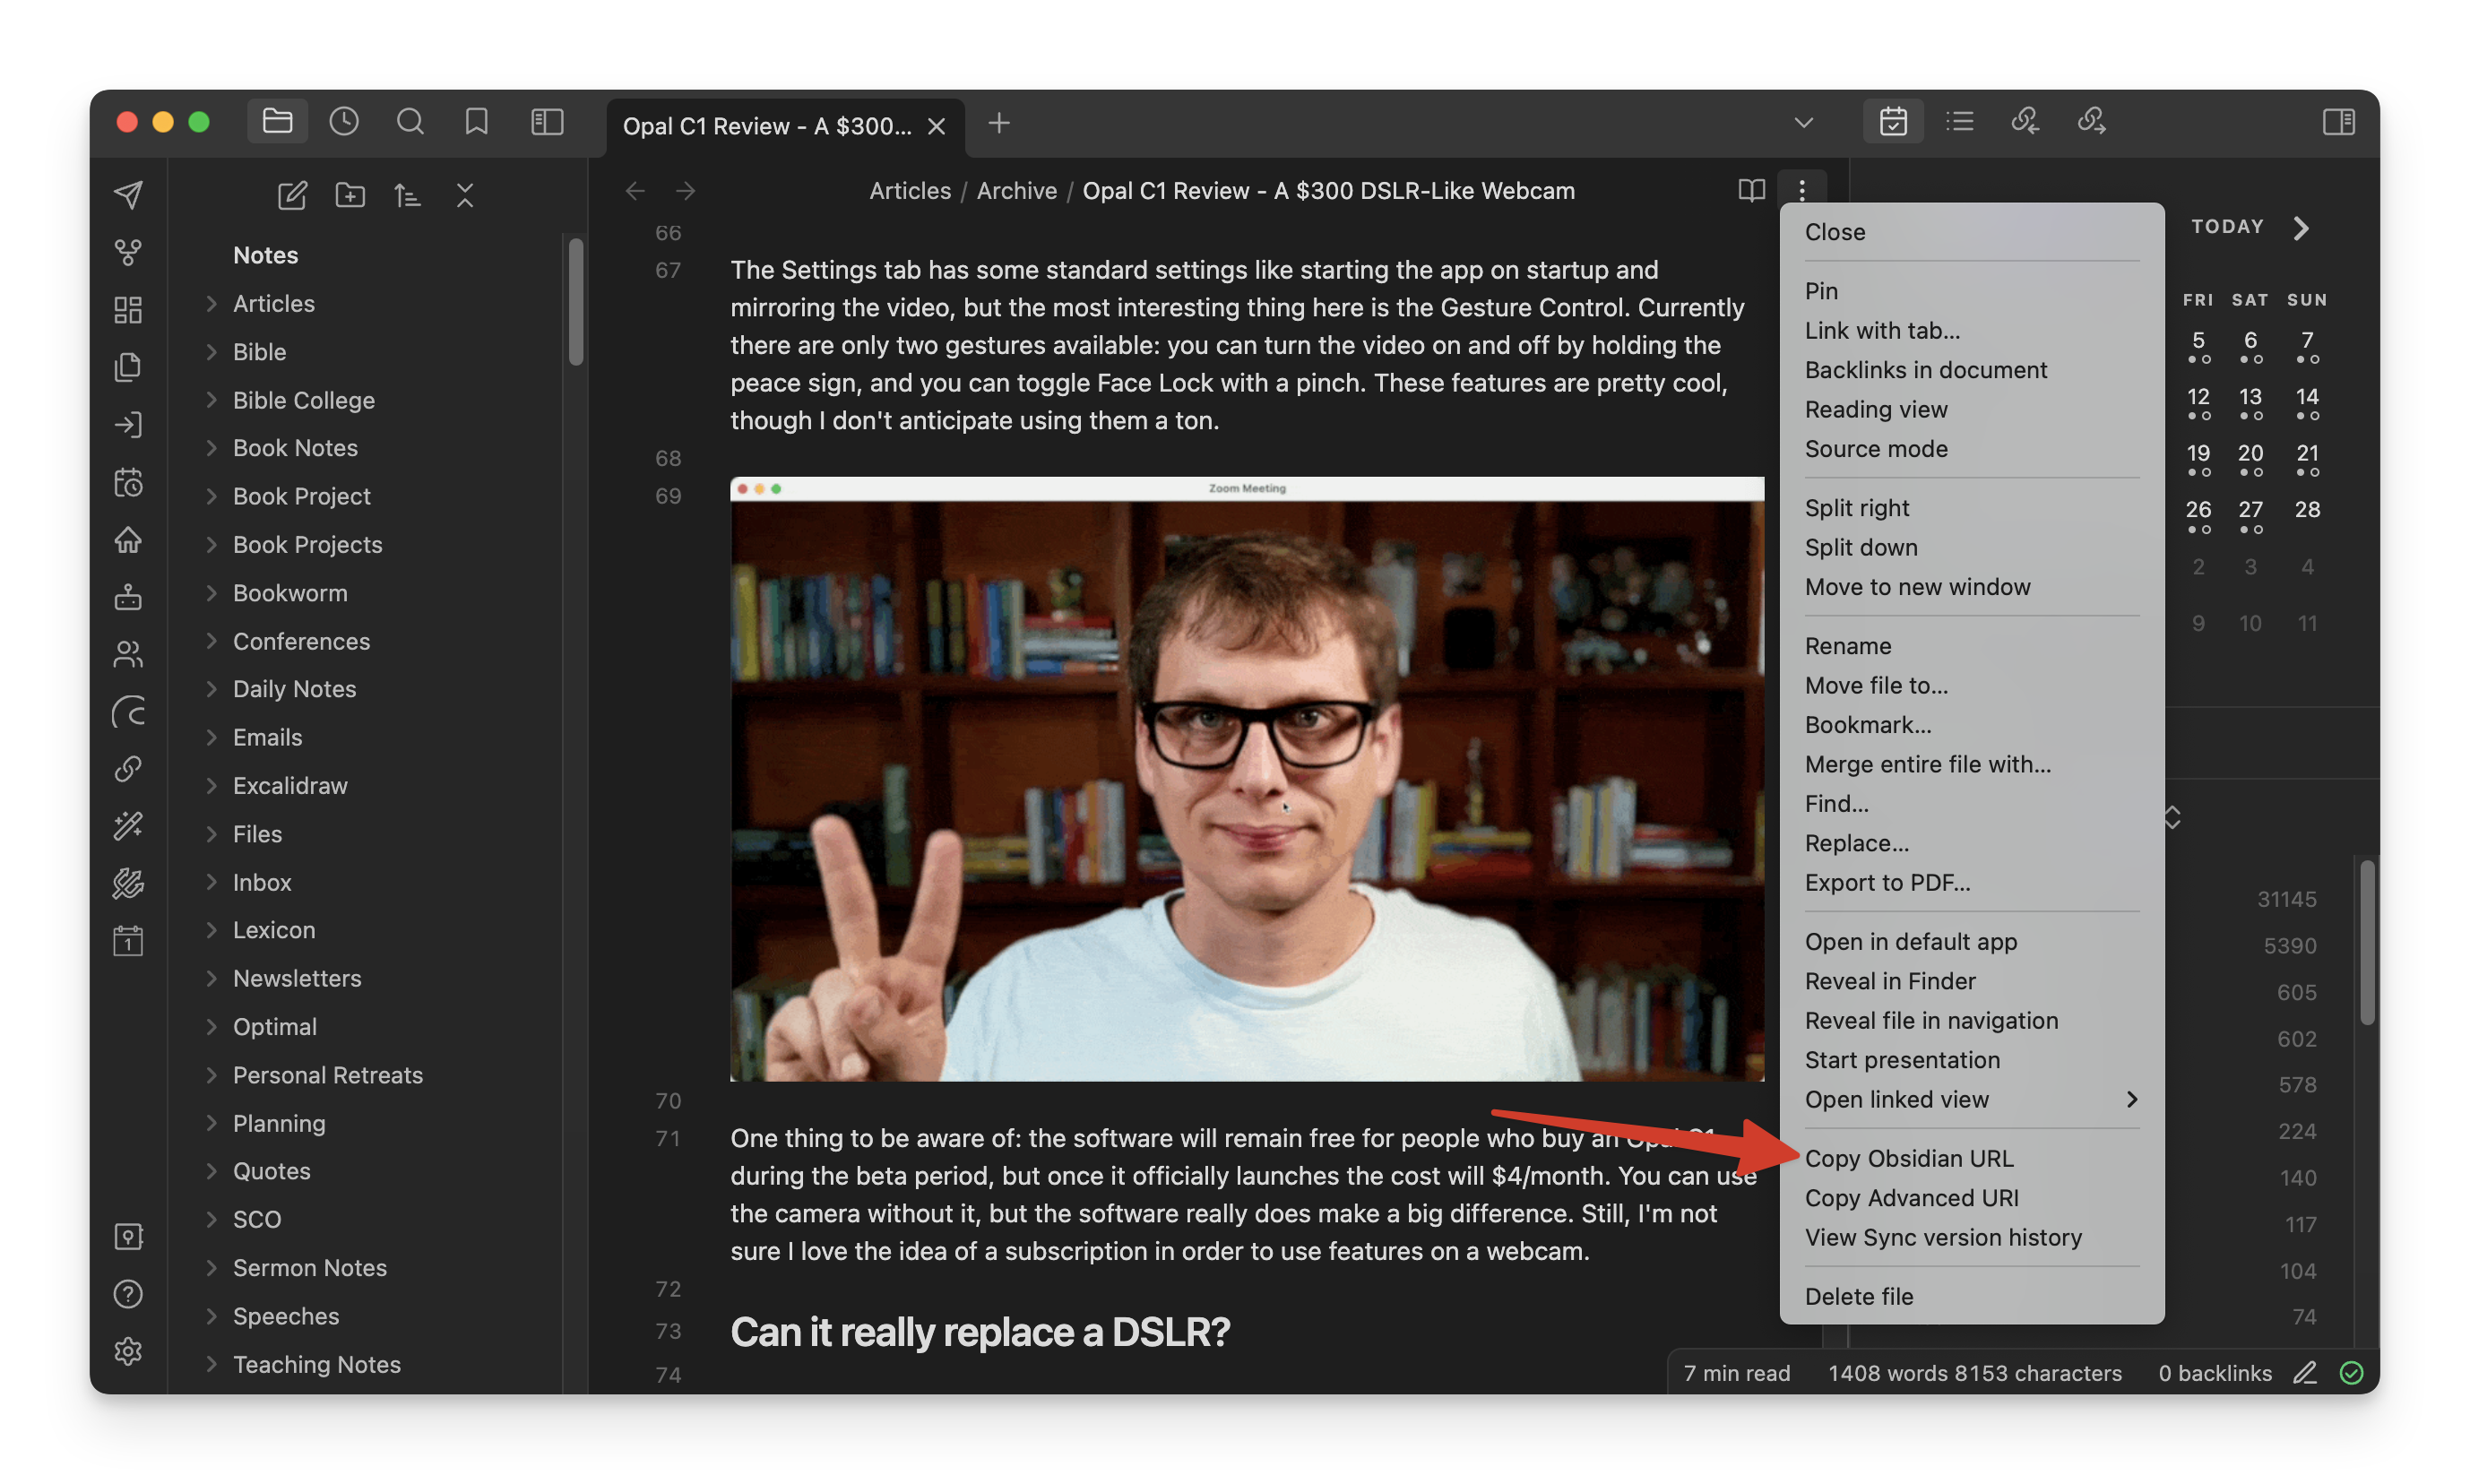 Opal C1 Review - A $300...
Articles / Archive / Opal C1 Review - A $300 DSLR-Like Webcam
Notes
Articles
Bible
Bible College
Book Notes
Book Project
Book Projects
Bookworm
Conferences
Daily Notes
Emails
Excalidraw
Files
Inbox
Lexicon
Newsletters
Optimal
Personal Retreats
Planning
Quotes
SCO
Sermon Notes
Speeches
Teaching Notes
1
66
67
The Settings tab has some standard settings like starting the app on startup and
mirroring the video, but the most interesting thing here is the Gesture Control. Currently
there are only two gestures available: you can turn the video on and off by holding the
peace sign, and you can toggle Face Lock with a pinch. These features are pretty cool,
though I don't anticipate using them a ton.
68
69
Zoom Meeting
70
71
One thing to be aware of: the software will remain free for people who buy an Opal C1
during the beta period, but once it officially launches the cost will $4/month. You can use
the camera without it, but the software really does make a big difference. Still, I'm not
sure I love the idea of a subscription in order to use features on a webcam.
72
73
Can it really replace a DSLR?
74
Close
Pin
Link with tab...
Backlinks in document
Reading view
Source mode
Split right
Split down
Move to new window
Rename
Move file to...
Bookmark...
Merge entire file with...
Find...
Replace...
Export to PDF...
Open in default app
Reveal in Finder
Reveal file in navigation
Start presentation
Open linked view
Copy Obsidian URL
Copy Advanced URI
View Sync version history
Delete file
TODAY
FRI SAT SUN
5 6 7
12 13 14
19 20 21
26 27 28
2 3 4
9 10 11
31145
5390
605
602
578
224
140
117
104
74
7 min read 1408 words 8153 characters 0 backlinks